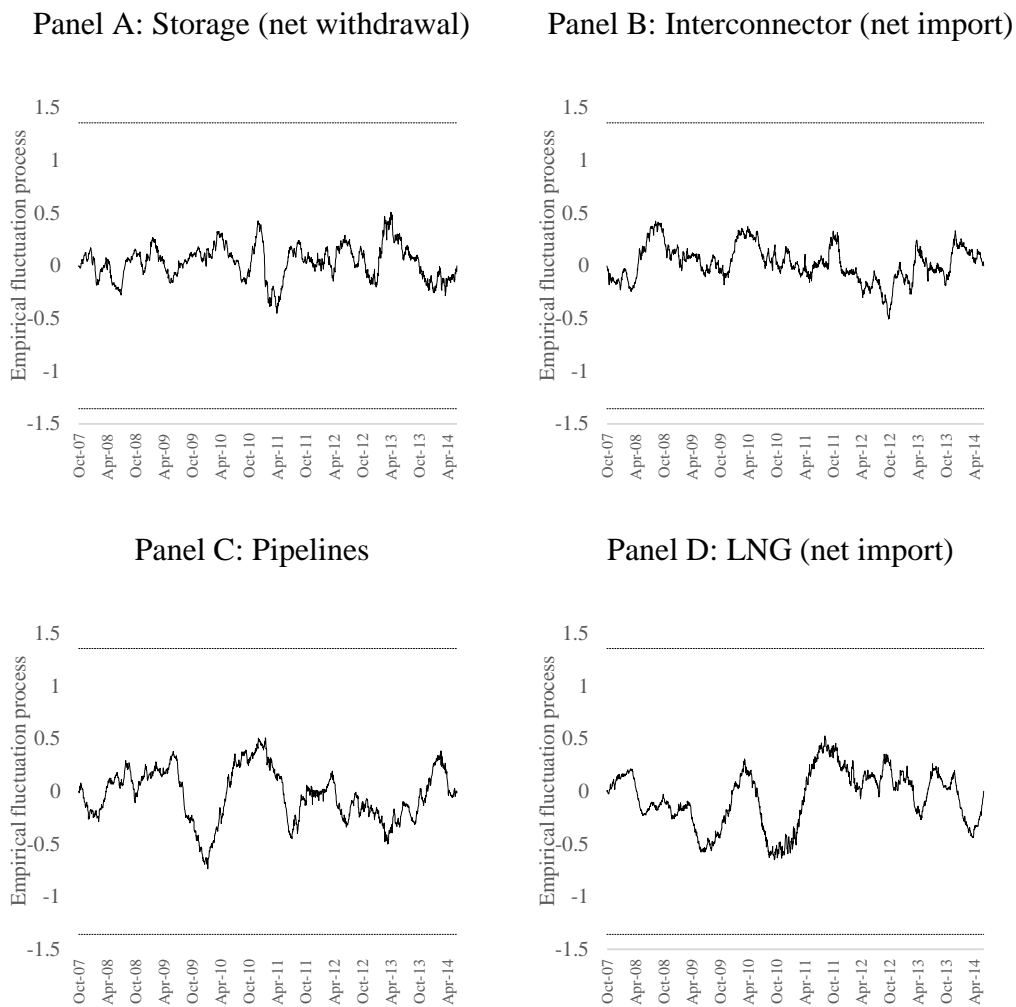 Panel A: Storage (net withdrawal)
Empirical fluctuation process
1.5
1
0.5
0
-0.5
-1
-1.5
Oct-07
Apr-08
Oct-08
Apr-09
Oct-09
Apr-10
Oct-10
Apr-11
Oct-11
Apr-12
Oct-12
Apr-13
Oct-13
Apr-14
Panel B: Interconnector (net import)
Empirical fluctuation process
1.5
1
0.5
0
-0.5
-1
-1.5
Oct-07
Apr-08
Oct-08
Apr-09
Oct-09
Apr-10
Oct-10
Apr-11
Oct-11
Apr-12
Oct-12
Apr-13
Oct-13
Apr-14
Panel C: Pipelines
Empirical fluctuation process
1.5
1
0.5
0
-0.5
-1
-1.5
Oct-07
Apr-08
Oct-08
Apr-09
Oct-09
Apr-10
Oct-10
Apr-11
Oct-11
Apr-12
Oct-12
Apr-13
Oct-13
Apr-14
Panel D: LNG (net import)
Empirical fluctuation process
1.5
1
0.5
0
-0.5
-1
-1.5
Oct-07
Apr-08
Oct-08
Apr-09
Oct-09
Apr-10
Oct-10
Apr-11
Oct-11
Apr-12
Oct-12
Apr-13
Oct-13
Apr-14